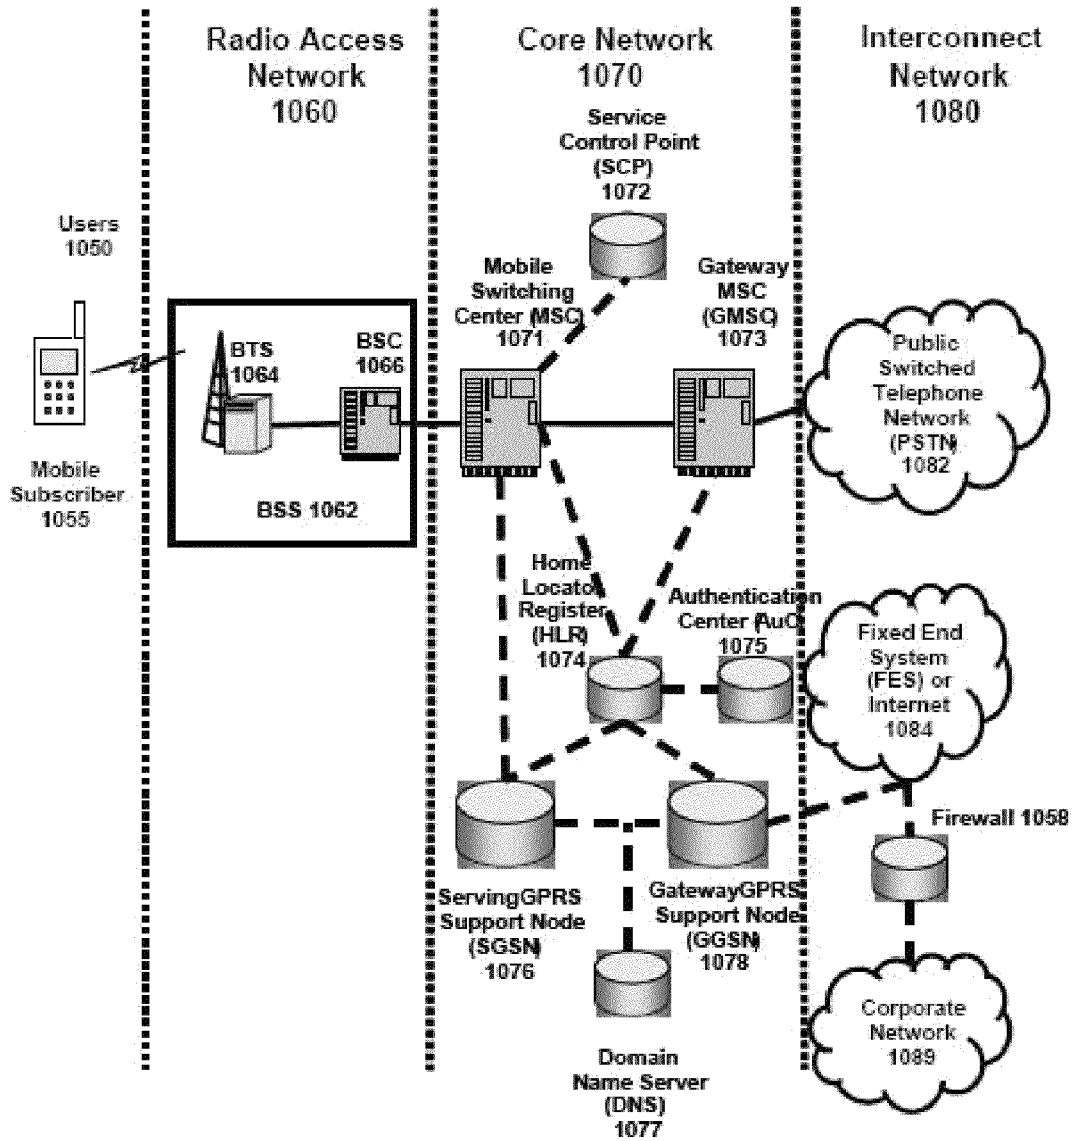 Radio Access
Network
1060
Core Network
1070
Interconnect
Network
1080
Service
Control Point
(SCP)
1072
Users
1050
Mobile
Switching
Center (MSC)
1071
Gateway
MSC
(GMSC)
1073
BTS
1064
BSC
1066
Public
Switched
Telephone
Network
(PSTN)
1082
Mobile
Subscriber
1055
BSS 1062
Home
Locator
Register
(HLR)
1074
Authentication
Center (AuC)
1075
Fixed End
System
(FES) or
Internet
1084
Firewall 1058
ServingGPRS
Support Node
(SGSN)
1076
GatewayGPRS
Support Node
(GGSN)
1078
Corporate
Network
1089
Domain
Name Server
(DNS)
1077